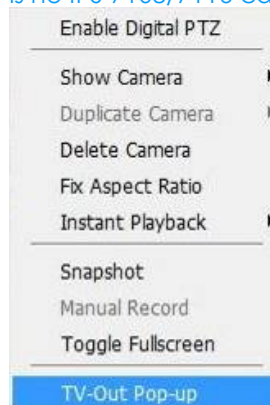 Enable Digital PTZ
Show Camera
Duplicate Camera
Delete Camera
Fix Aspect Ratio
Instant Playback
Snapshot
Manual Record
Toggle Fullscreen
TV-Out Pop-up